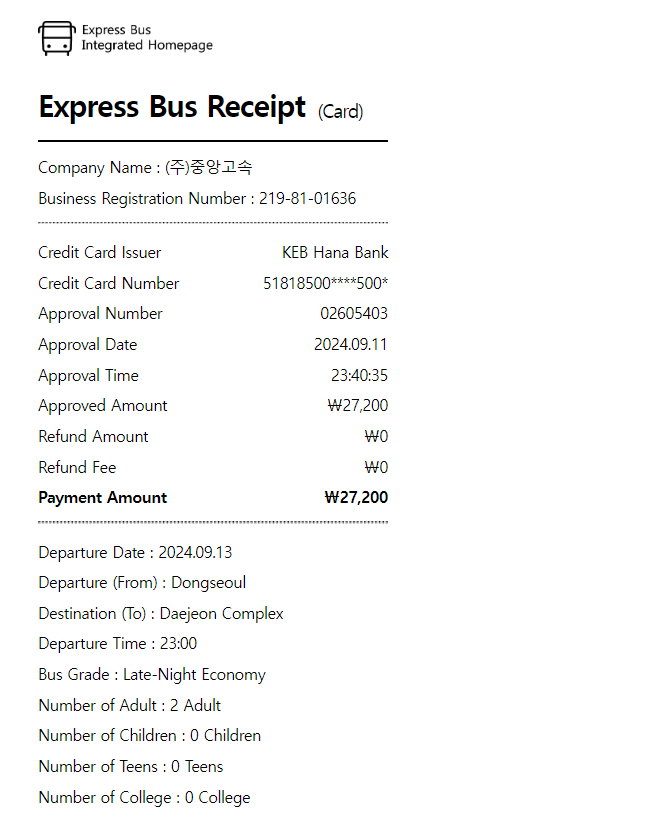 Express Bus
Integrated Homepage
Express Bus Receipt (Card)
Company Name : (주)중앙고속
Business Registration Number : 219-81-01636
Credit Card Issuer KEB Hana Bank
Credit Card Number 51818500****500*
Approval Number 02605403
Approval Date 2024.09.11
Approval Time 23:40:35
Approved Amount ₩27,200
Refund Amount ₩0
Refund Fee ₩0
Payment Amount ₩27,200
Departure Date : 2024.09.13
Departure (From) : Dongseoul
Destination (To) : Daejeon Complex
Departure Time : 23:00
Bus Grade : Late-Night Economy
Number of Adult : 2 Adult
Number of Children : 0 Children
Number of Teens : 0 Teens
Number of College : 0 College